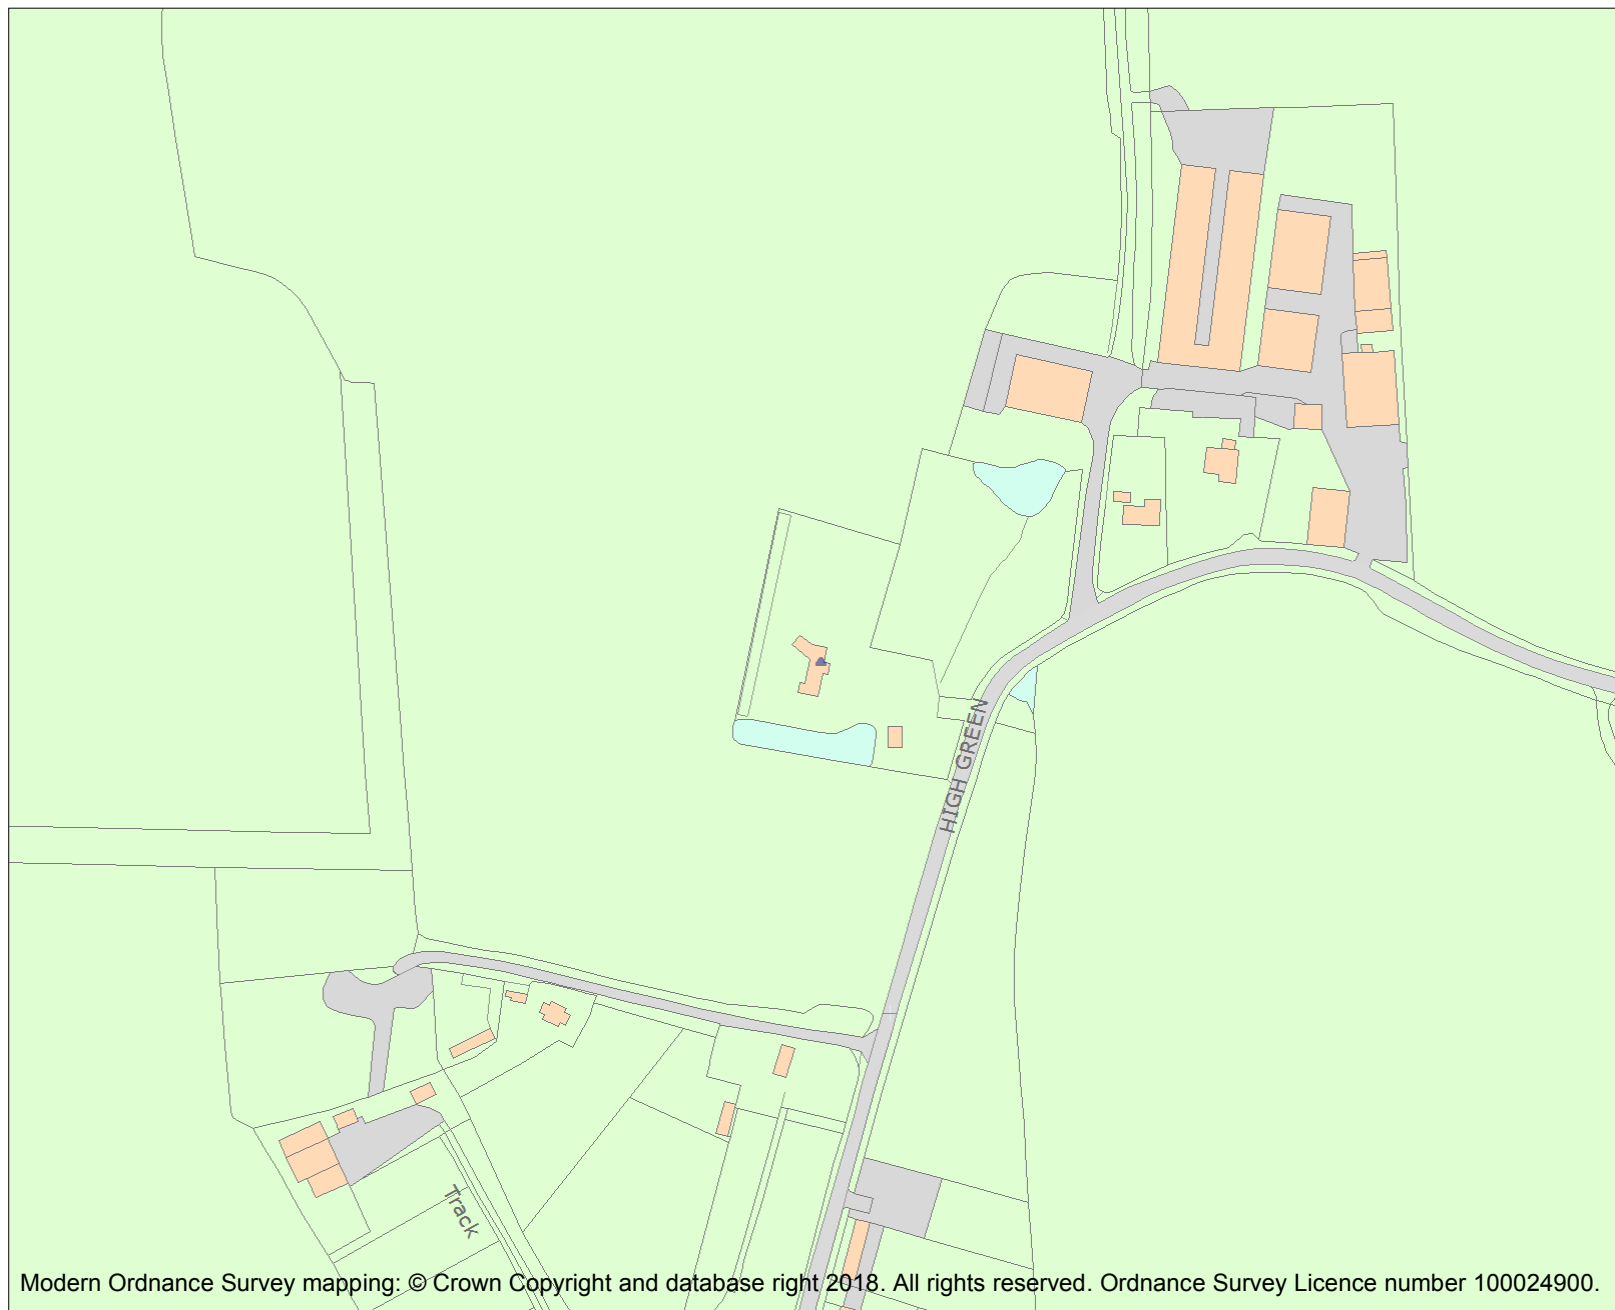 HIGH GREEN
Track
Modern Ordnance Survey mapping: © Crown Copyright and database right 2018. All rights reserved. Ordnance Survey Licence number 100024900.